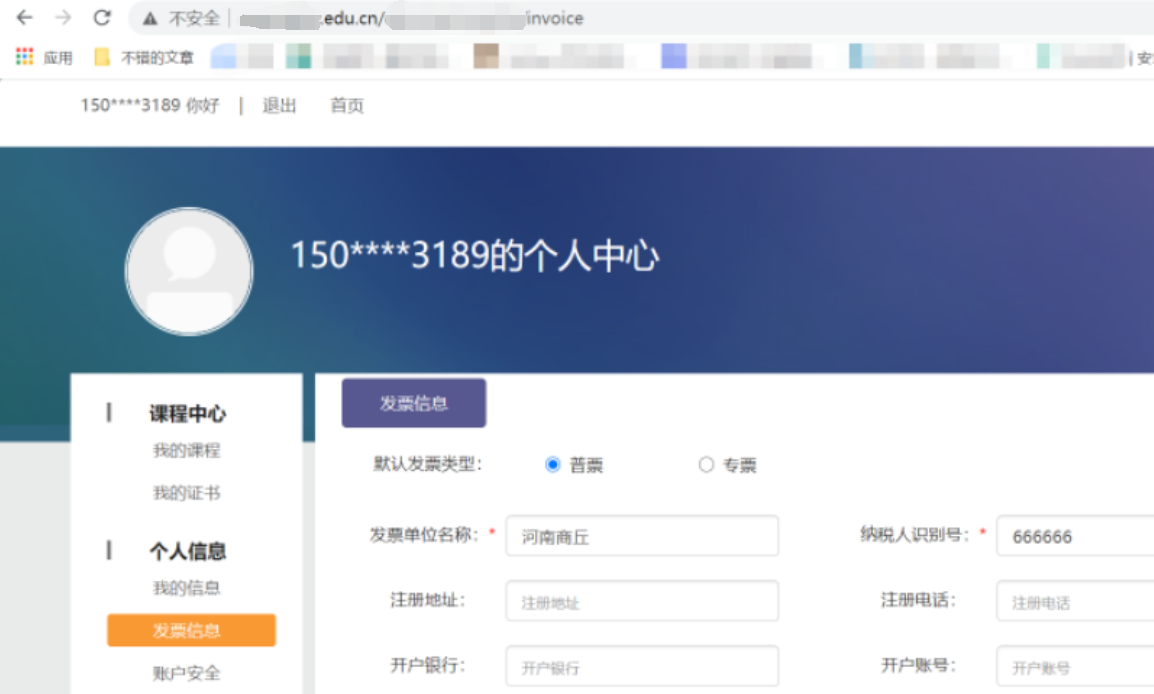 不安全 .edu.cn/ invoice
应用 不错的文章 安
150****3189 你好 | 退出 首页
150****3189的个人中心
课程中心
我的课程
我的证书
个人信息
我的信息
发票信息
账户安全
发票信息
默认发票类型: 普票 专票
发票单位名称: * 河南商丘 纳税人识别号: * 666666
注册地址: 注册地址 注册电话: 注册电话
开户银行: 开户银行 开户账号: 开户账号